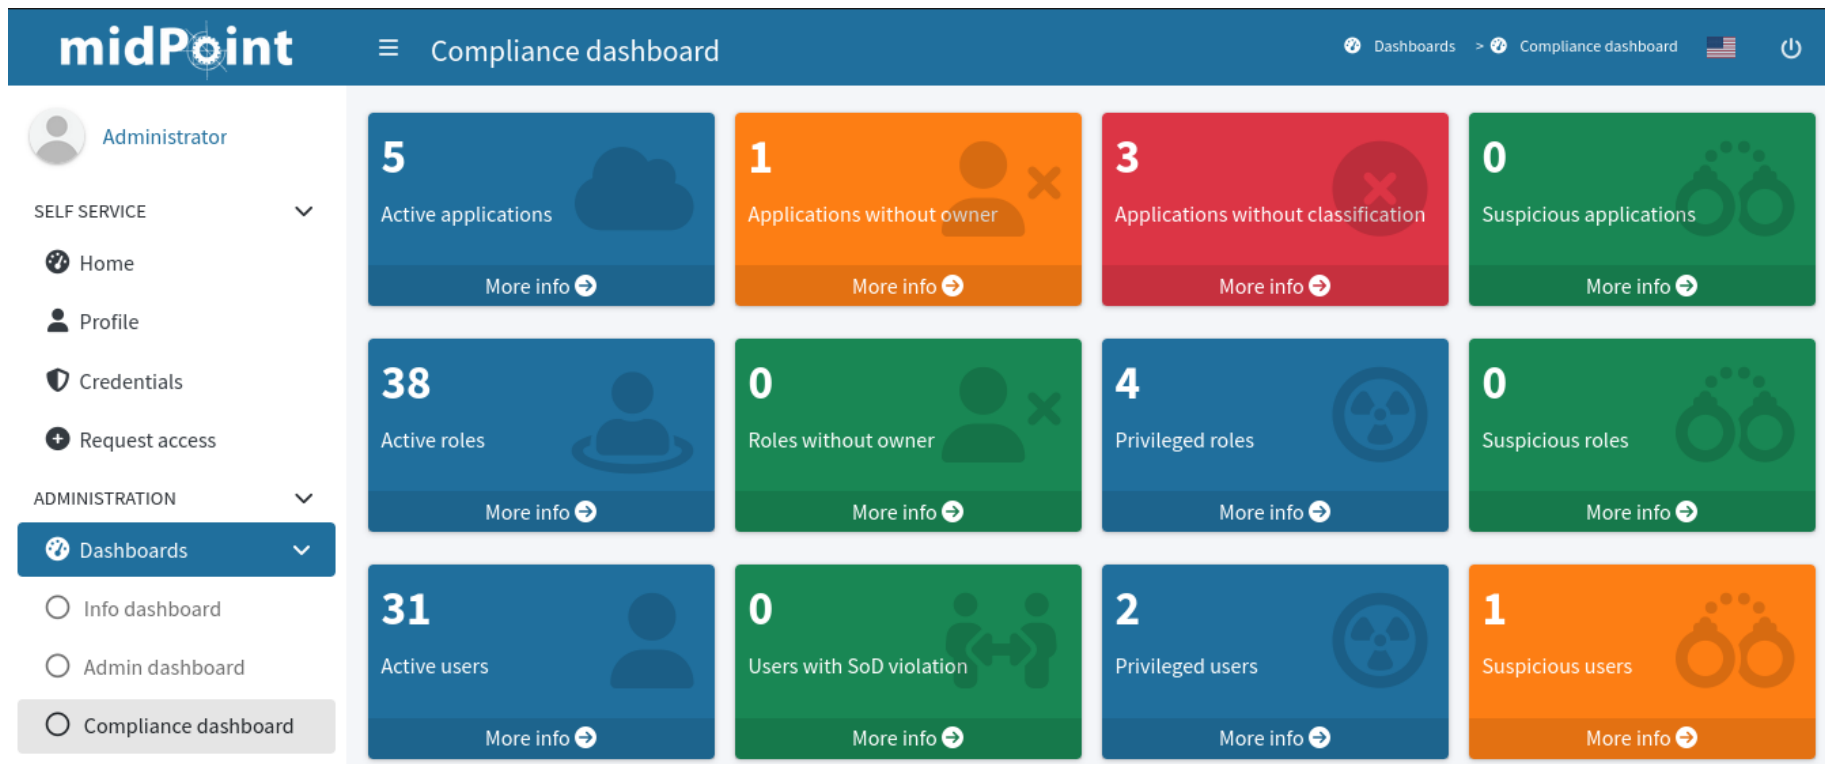 midPoint
Compliance dashboard
Dashboards > Compliance dashboard
Administrator
SELF SERVICE
Home
Profile
Credentials
Request access
ADMINISTRATION
Dashboards
Info dashboard
Admin dashboard
Compliance dashboard
5
Active applications
More info
1
Applications without owner
More info
3
Applications without classification
More info
0
Suspicious applications
More info
38
Active roles
More info
0
Roles without owner
More info
4
Privileged roles
More info
0
Suspicious roles
More info
31
Active users
More info
0
Users with SoD violation
More info
2
Privileged users
More info
1
Suspicious users
More info